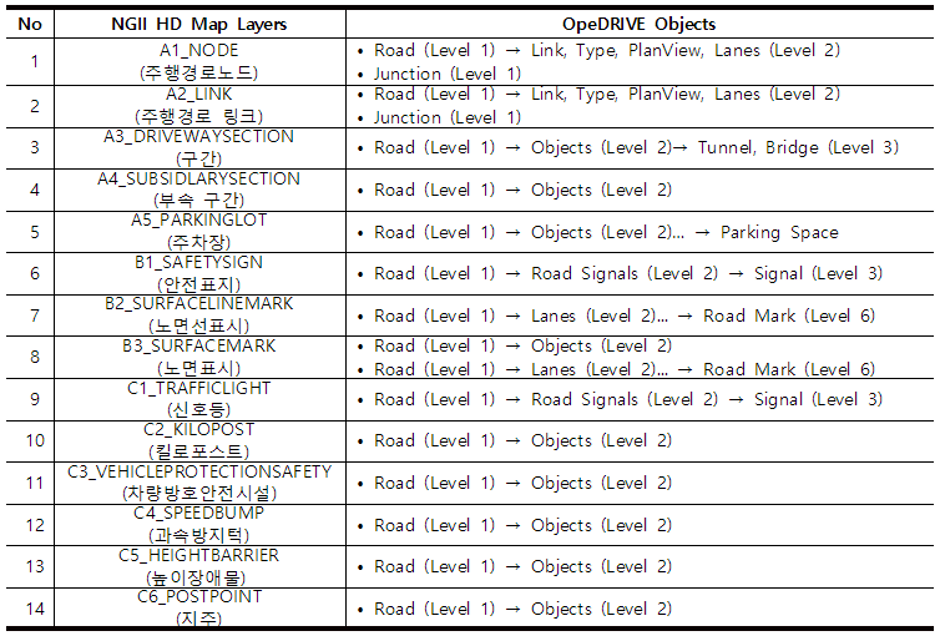 No NGII HD Map Layers OpeDRIVE Objects
1 A1_NODE • Road (Level 1) → Link, Type, PlanView, Lanes (Level 2)
(주행경로노드) • Junction (Level 1)
2 A2_LINK • Road (Level 1) → Link, Type, PlanView, Lanes (Level 2)
(주행경로 링크) • Junction (Level 1)
3 A3_DRIVEWAYSECTION • Road (Level 1) → Objects (Level 2)→ Tunnel, Bridge (Level 3)
(구간)
4 A4_SUBSIDLARYSECTION • Road (Level 1) → Objects (Level 2)
(부속 구간)
5 A5_PARKINGLOT • Road (Level 1) → Objects (Level 2)... → Parking Space
(주차장)
6 B1_SAFETYSIGN • Road (Level 1) → Road Signals (Level 2) → Signal (Level 3)
(안전표지)
7 B2_SURFACELINEMARK • Road (Level 1) → Lanes (Level 2)... → Road Mark (Level 6)
(노면선표시)
8 B3_SURFACEMARK • Road (Level 1) → Objects (Level 2)
(노면표시) • Road (Level 1) → Lanes (Level 2)... → Road Mark (Level 6)
9 C1_TRAFFICLIGHT • Road (Level 1) → Road Signals (Level 2) → Signal (Level 3)
(신호등)
10 C2_KILOPOST • Road (Level 1) → Objects (Level 2)
(킬로포스트)
11 C3_VEHICLEPROTECTIONSAFETY • Road (Level 1) → Objects (Level 2)
(차량방호안전시설)
12 C4_SPEEDBUMP • Road (Level 1) → Objects (Level 2)
(과속방지턱)
13 C5_HEIGHTBARRIER • Road (Level 1) → Objects (Level 2)
(높이장애물)
14 C6_POSTPOINT • Road (Level 1) → Objects (Level 2)
(지주)